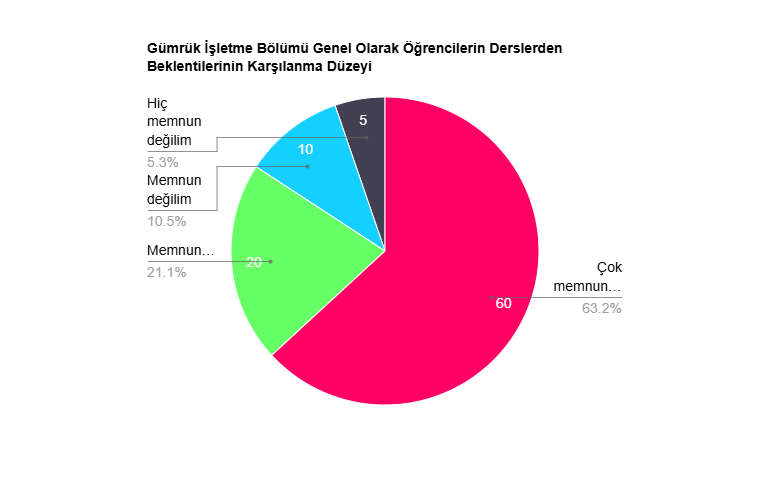 Gümrük İşletme Bölümü Genel Olarak Öğrencilerin Derslerden
Beklentilerinin Karşılanma Düzeyi
Hiç
memnun
değilim
5.3%
Memnun
değilim
10.5%
Memnun…
21.1%
5
10
20
60
Çok
memnun…
63.2%